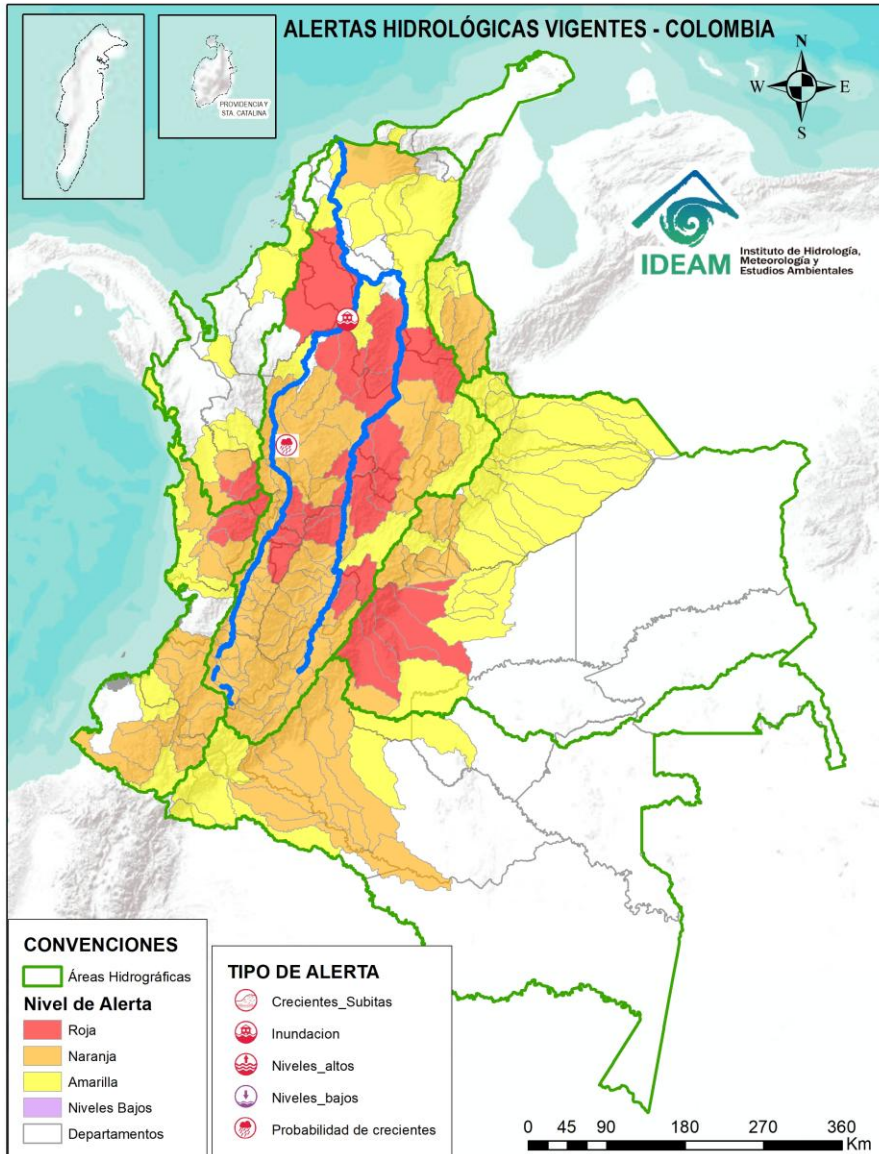 ALERTAS HIDROLÓGICAS VIGENTES - COLOMBIA
PROVIDENCIA Y
STA. CATALINA
N
W
E
S
IDEAM
Instituto de Hidrología,
Meteorología y
Estudios Ambientales
CONVENCIONES
Áreas Hidrográficas
Nivel de Alerta
Roja
Naranja
Amarilla
Niveles Bajos
Departamentos
TIPO DE ALERTA
Crecientes_Subitas
Inundacion
Niveles_altos
Niveles_bajos
Probabilidad de crecientes
0 45 90 180 270 360
Km